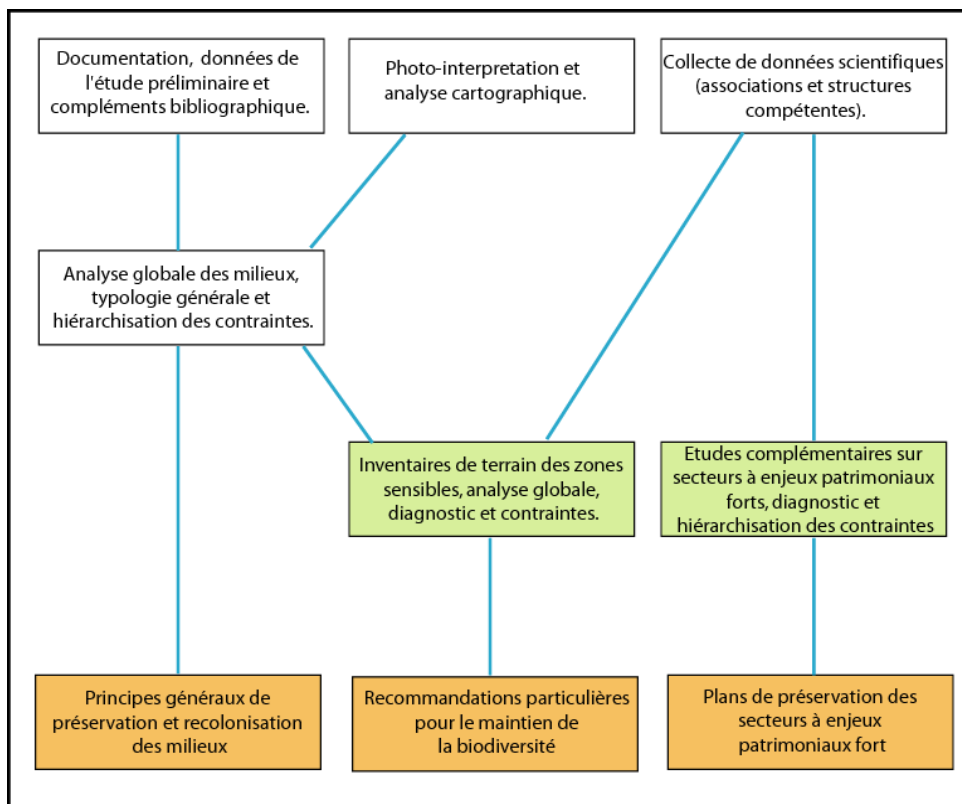 Documentation, données de
l'étude préliminaire et
compléments bibliographique.
Photo-interpretation et
analyse cartographique.
Collecte de données scientifiques
(associations et structures
compétentes).
Analyse globale des milieux,
typologie générale et
hiérarchisation des contraintes.
Inventaires de terrain des zones
sensibles, analyse globale,
diagnostic et contraintes.
Etudes complémentaires sur
secteurs à enjeux patrimoniaux
forts, diagnostic et
hiérarchisation des contraintes
Principes généraux de
préservation et recolonisation
des milieux
Recommandations particulières
pour le maintien de
la biodiversité
Plans de préservation des
secteurs à enjeux
patrimoniaux fort